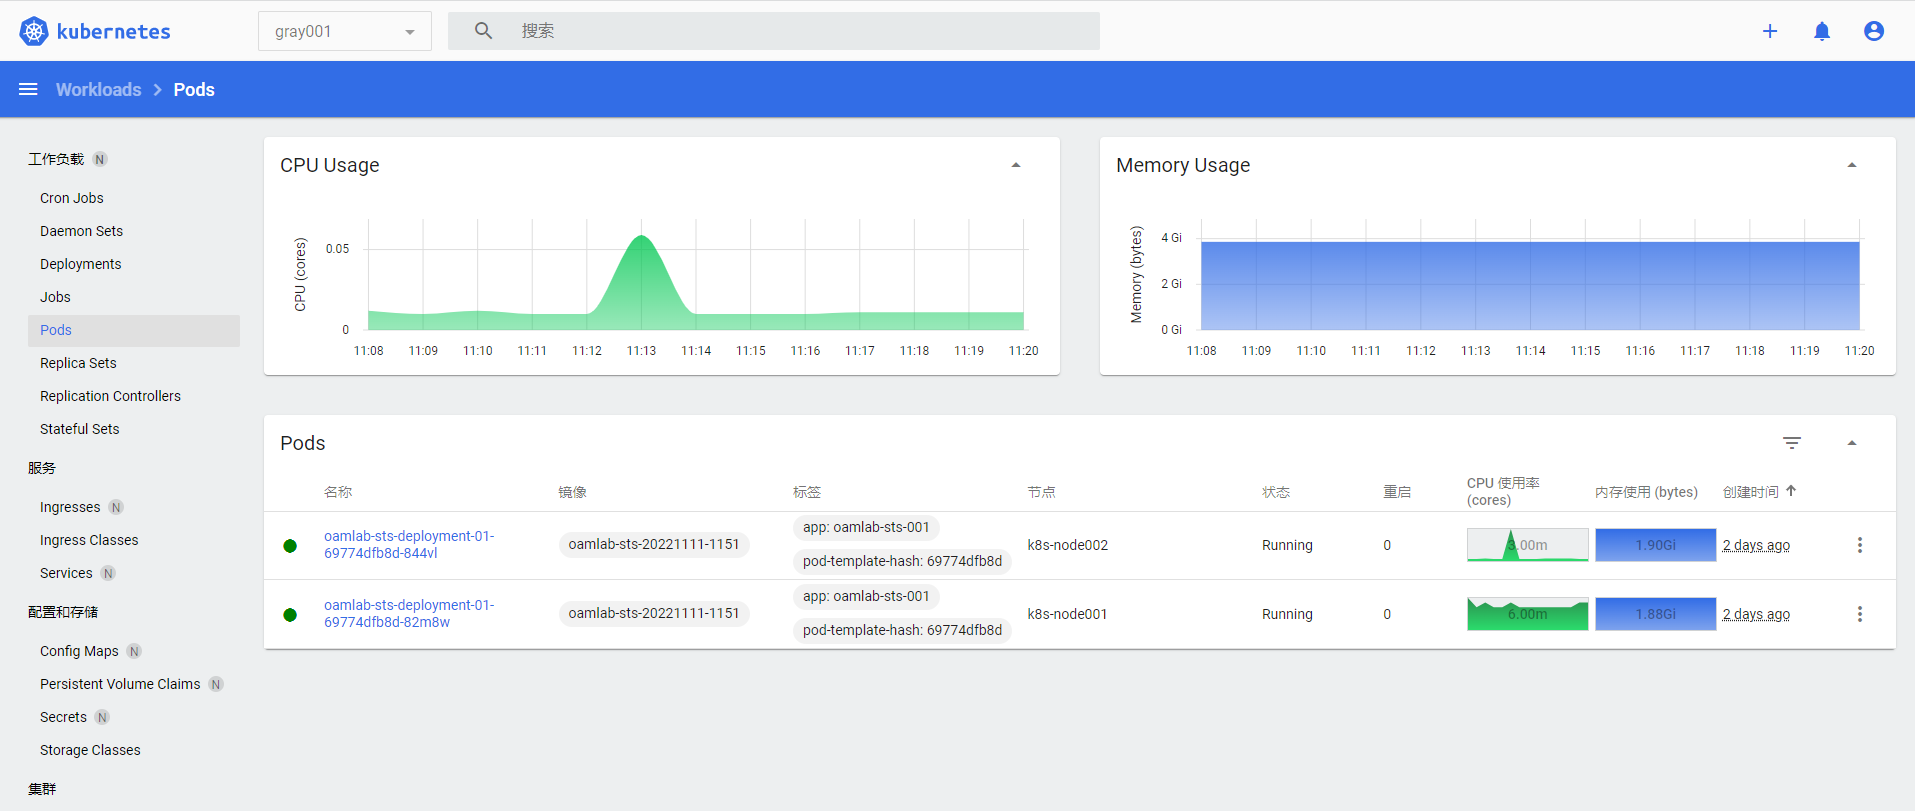 kubernetes
gray001
搜索
Workloads > Pods
工作负载 N
Cron Jobs
Daemon Sets
Deployments
Jobs
Pods
Replica Sets
Replication Controllers
Stateful Sets
服务
Ingresses N
Ingress Classes
Services N
配置和存储
Config Maps N
Persistent Volume Claims N
Secrets N
Storage Classes
集群
CPU Usage
CPU (cores)
0.05
0
11:08 11:09 11:10 11:11 11:12 11:13 11:14 11:15 11:16 11:17 11:18 11:19 11:20
Memory Usage
Memory (bytes)
4 Gi
2 Gi
0 Gi
11:08 11:09 11:10 11:11 11:12 11:13 11:14 11:15 11:16 11:17 11:18 11:19 11:20
Pods
名称 镜像 标签 节点 状态 重启 CPU 使用率 (cores) 内存使用 (bytes) 创建时间
oamlab-sts-deployment-01-
69774dfb8d-844vl
oamlab-sts-20221111-1151
app: oamlab-sts-001
pod-template-hash: 69774dfb8d
k8s-node002 Running 0 3.00m 1.90Gi 2 days ago
oamlab-sts-deployment-01-
69774dfb8d-82m8w
oamlab-sts-20221111-1151
app: oamlab-sts-001
pod-template-hash: 69774dfb8d
k8s-node001 Running 0 6.00m 1.88Gi 2 days ago